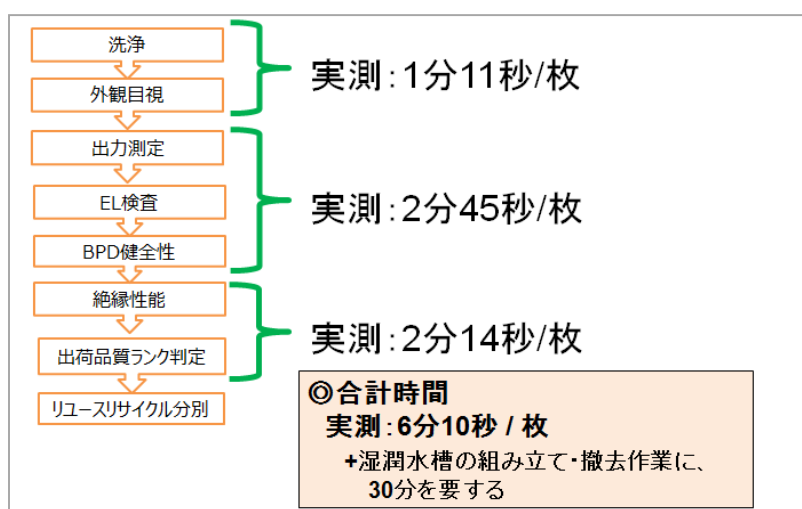 洗浄
外観目視
実測:1分11秒/枚
出力測定
EL検査
BPD健全性
実測:2分45秒/枚
絶縁性能
出荷品質ランク判定
実測:2分14秒/枚
リユースリサイクル分別
◎合計時間
実測:6分10秒 / 枚
+湿潤水槽の組み立て・撤去作業に、
30分を要する